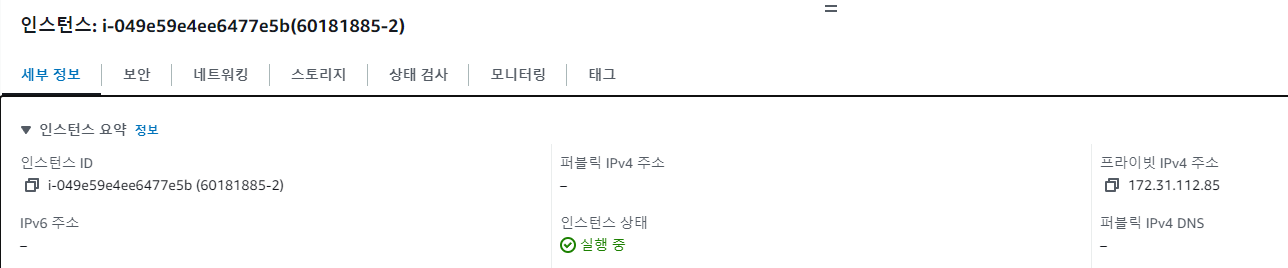 인스턴스: i-049e59e4ee6477e5b(60181885-2)
세부 정보 보안 네트워킹 스토리지 상태 검사 모니터링 태그
인스턴스 요약 정보
인스턴스 ID 퍼블릭 IPv4 주소 프라이빗 IPv4 주소
i-049e59e4ee6477e5b (60181885-2) – 172.31.112.85
IPv6 주소 인스턴스 상태 퍼블릭 IPv4 DNS
– 실행 중 –